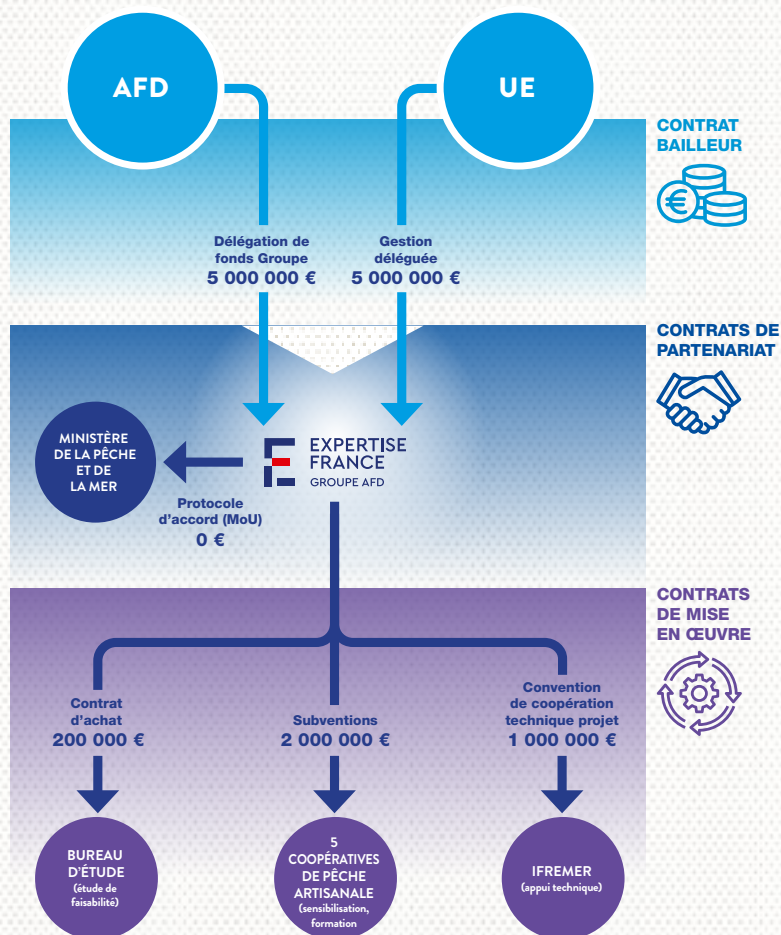 AFD
UE
CONTRAT
BAILLEUR
Délégation de
fonds Groupe
5 000 000 €
Gestion
déléguée
5 000 000 €
CONTRATS DE
PARTENARIAT
MINISTÈRE
DE LA PÊCHE
ET DE
LA MER
EXPERTISE
FRANCE
GROUPE AFD
Protocole
d'accord (MoU)
0 €
CONTRATS
DE MISE
EN ŒUVRE
Contrat
d'achat
200 000 €
Subventions
2 000 000 €
Convention
de coopération
technique projet
1 000 000 €
BUREAU
D'ÉTUDE
(étude de
faisabilité)
5
COOPÉRATIVES
DE PÊCHE
ARTISANALE
(sensibilisation,
formation
IFREMER
(appui technique)